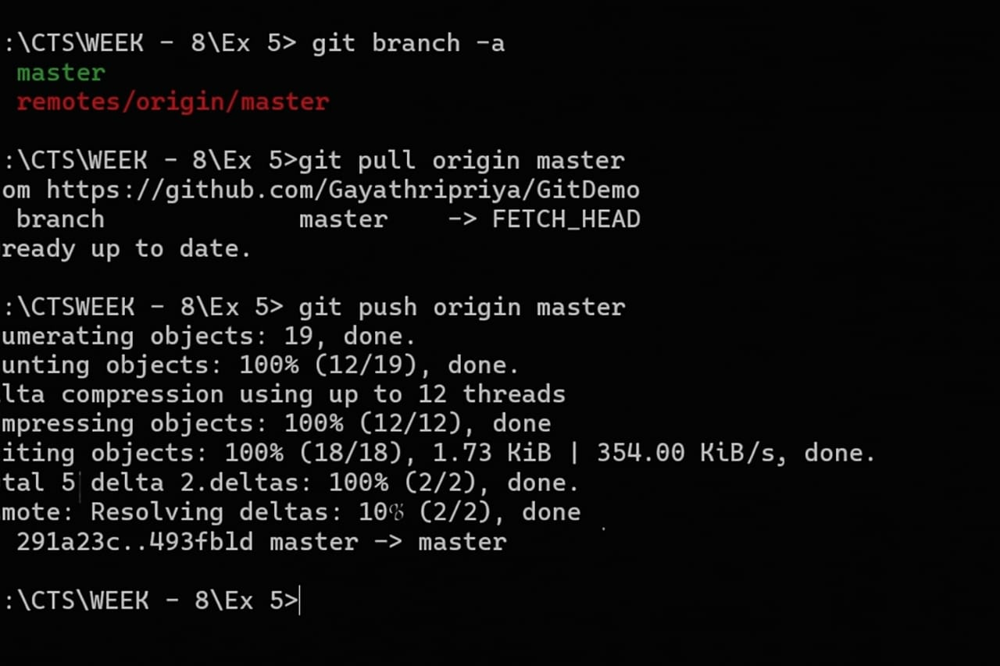 :\CTS\WEEK - 8\Ex 5> git branch -a
master
remotes/origin/master
:\CTS\WEEK - 8\Ex 5>git pull origin master
om https://github.com/Gayathripriya/GitDemo
branch master -> FETCH_HEAD
ready up to date.
:\CTSWEEK - 8\Ex 5> git push origin master
umerating objects: 19, done.
unting objects: 100% (12/19), done.
lta compression using up to 12 threads
mpressing objects: 100% (12/12), done
iting objects: 100% (18/18), 1.73 KiB | 354.00 KiB/s, done.
tal 5 delta 2.deltas: 100% (2/2), done.
mote: Resolving deltas: 10% (2/2), done
291a23c..493fbld master -> master
:\CTS\WEEK - 8\Ex 5>